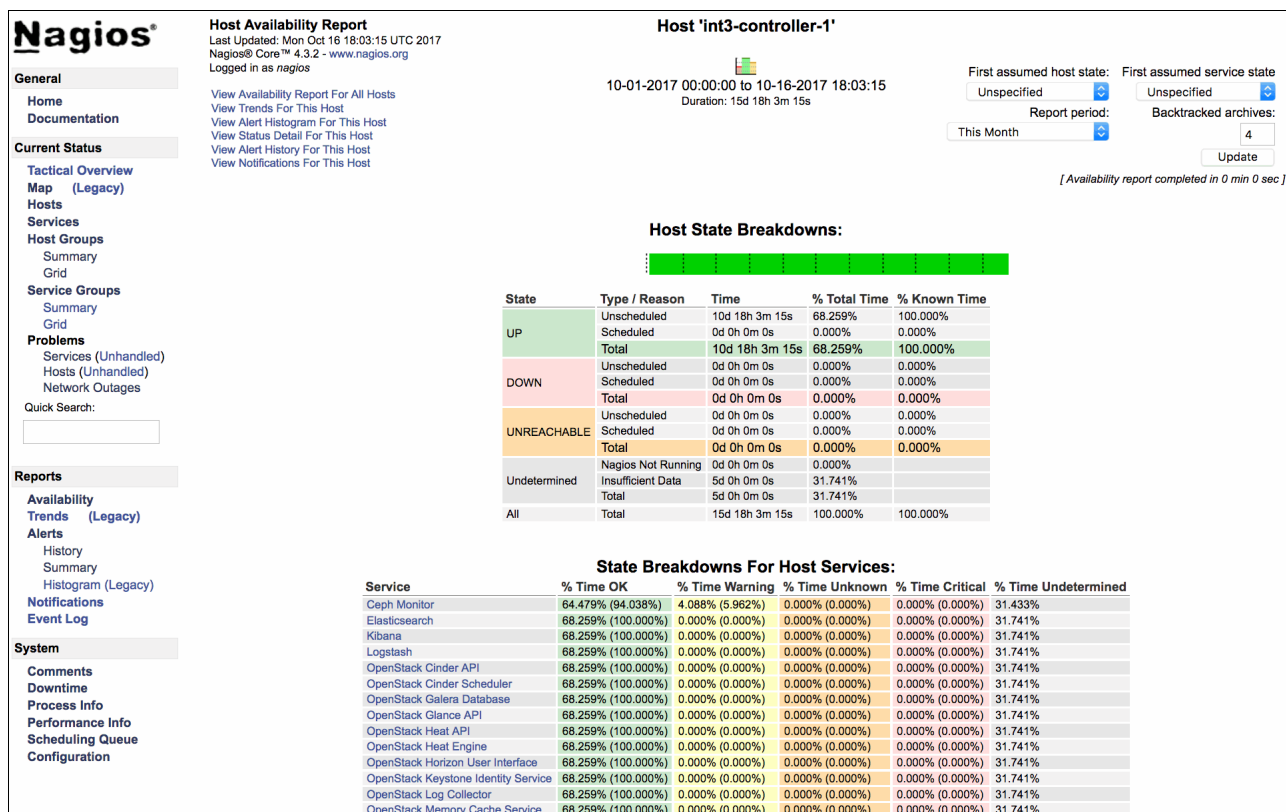 Nagios®
General
Home
Documentation
Current Status
Tactical Overview
Map (Legacy)
Hosts
Services
Host Groups
Summary
Grid
Service Groups
Summary
Grid
Problems
Services (Unhandled)
Hosts (Unhandled)
Network Outages
Quick Search:
Reports
Availability
Trends (Legacy)
Alerts
History
Summary
Histogram (Legacy)
Notifications
Event Log
System
Comments
Downtime
Process Info
Performance Info
Scheduling Queue
Configuration
Host Availability Report
Last Updated: Mon Oct 16 18:03:15 UTC 2017
Nagios® Core™ 4.3.2 - www.nagios.org
Logged in as nagios
View Availability Report For All Hosts
View Trends For This Host
View Alert Histogram For This Host
View Status Detail For This Host
View Alert History For This Host
View Notifications For This Host
Host 'int3-controller-1'
10-01-2017 00:00:00 to 10-16-2017 18:03:15
Duration: 15d 18h 3m 15s
First assumed host state: First assumed service state
Unspecified Unspecified
Report period: Backtracked archives:
This Month 4
Update
[ Availability report completed in 0 min 0 sec ]
Host State Breakdowns:
State Type / Reason Time % Total Time % Known Time
UP
Unscheduled 10d 18h 3m 15s 68.259% 100.000%
Scheduled 0d 0h 0m 0s 0.000% 0.000%
Total 10d 18h 3m 15s 68.259% 100.000%
DOWN
Unscheduled 0d 0h 0m 0s 0.000% 0.000%
Scheduled 0d 0h 0m 0s 0.000% 0.000%
Total 0d 0h 0m 0s 0.000% 0.000%
UNREACHABLE
Unscheduled 0d 0h 0m 0s 0.000% 0.000%
Scheduled 0d 0h 0m 0s 0.000% 0.000%
Total 0d 0h 0m 0s 0.000% 0.000%
Undetermined
Nagios Not Running 0d 0h 0m 0s 0.000%
Insufficient Data 5d 0h 0m 0s 31.741%
Total 5d 0h 0m 0s 31.741%
All Total 15d 18h 3m 15s 100.000% 100.000%
State Breakdowns For Host Services:
Service % Time OK % Time Warning % Time Unknown % Time Critical % Time Undetermined
Ceph Monitor 64.479% (94.038%) 4.088% (5.962%) 0.000% (0.000%) 0.000% (0.000%) 31.433%
Elasticsearch 68.259% (100.000%) 0.000% (0.000%) 0.000% (0.000%) 0.000% (0.000%) 31.741%
Kibana 68.259% (100.000%) 0.000% (0.000%) 0.000% (0.000%) 0.000% (0.000%) 31.741%
Logstash 68.259% (100.000%) 0.000% (0.000%) 0.000% (0.000%) 0.000% (0.000%) 31.741%
OpenStack Cinder API 68.259% (100.000%) 0.000% (0.000%) 0.000% (0.000%) 0.000% (0.000%) 31.741%
OpenStack Cinder Scheduler 68.259% (100.000%) 0.000% (0.000%) 0.000% (0.000%) 0.000% (0.000%) 31.741%
OpenStack Galera Database 68.259% (100.000%) 0.000% (0.000%) 0.000% (0.000%) 0.000% (0.000%) 31.741%
OpenStack Glance API 68.259% (100.000%) 0.000% (0.000%) 0.000% (0.000%) 0.000% (0.000%) 31.741%
OpenStack Heat API 68.259% (100.000%) 0.000% (0.000%) 0.000% (0.000%) 0.000% (0.000%) 31.741%
OpenStack Heat Engine 68.259% (100.000%) 0.000% (0.000%) 0.000% (0.000%) 0.000% (0.000%) 31.741%
OpenStack Horizon User Interface 68.259% (100.000%) 0.000% (0.000%) 0.000% (0.000%) 0.000% (0.000%) 31.741%
OpenStack Keystone Identity Service 68.259% (100.000%) 0.000% (0.000%) 0.000% (0.000%) 0.000% (0.000%) 31.741%
OpenStack Log Collector 68.259% (100.000%) 0.000% (0.000%) 0.000% (0.000%) 0.000% (0.000%) 31.741%
OpenStack Memory Cache Service 68.259% (100.000%) 0.000% (0.000%) 0.000% (0.000%) 0.000% (0.000%) 31.741%